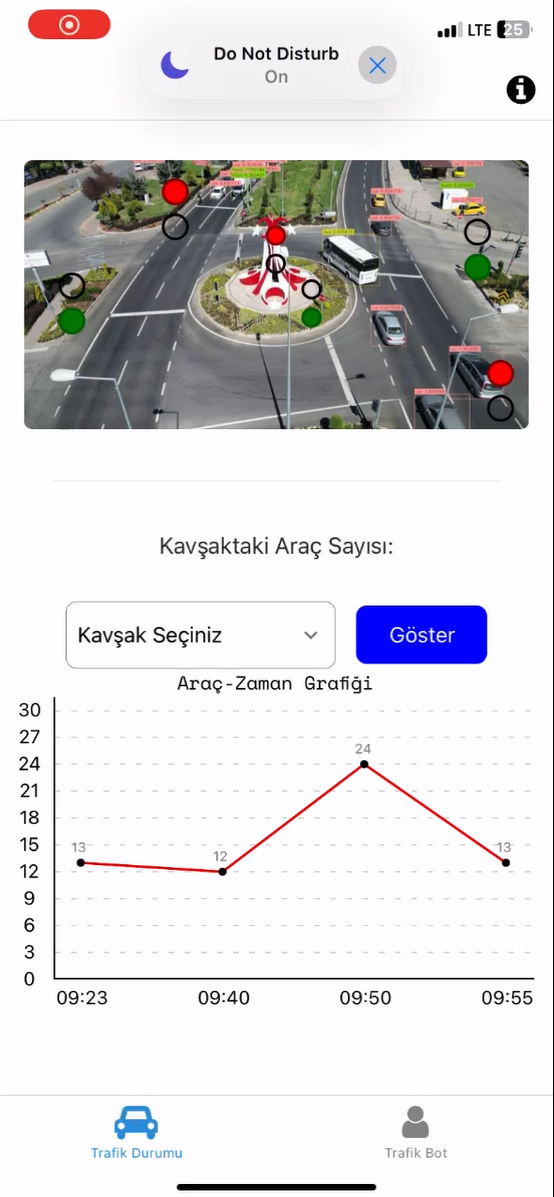 LTE 25
Do Not Disturb
On
Kavşaktaki Araç Sayısı:
Kavşak Seçiniz
Göster
Araç-Zaman Grafiği
30
27
24
21
18
15
12
9
6
3
0
13
12
24
13
09:23 09:40 09:50 09:55
Trafik Durumu
Trafik Bot